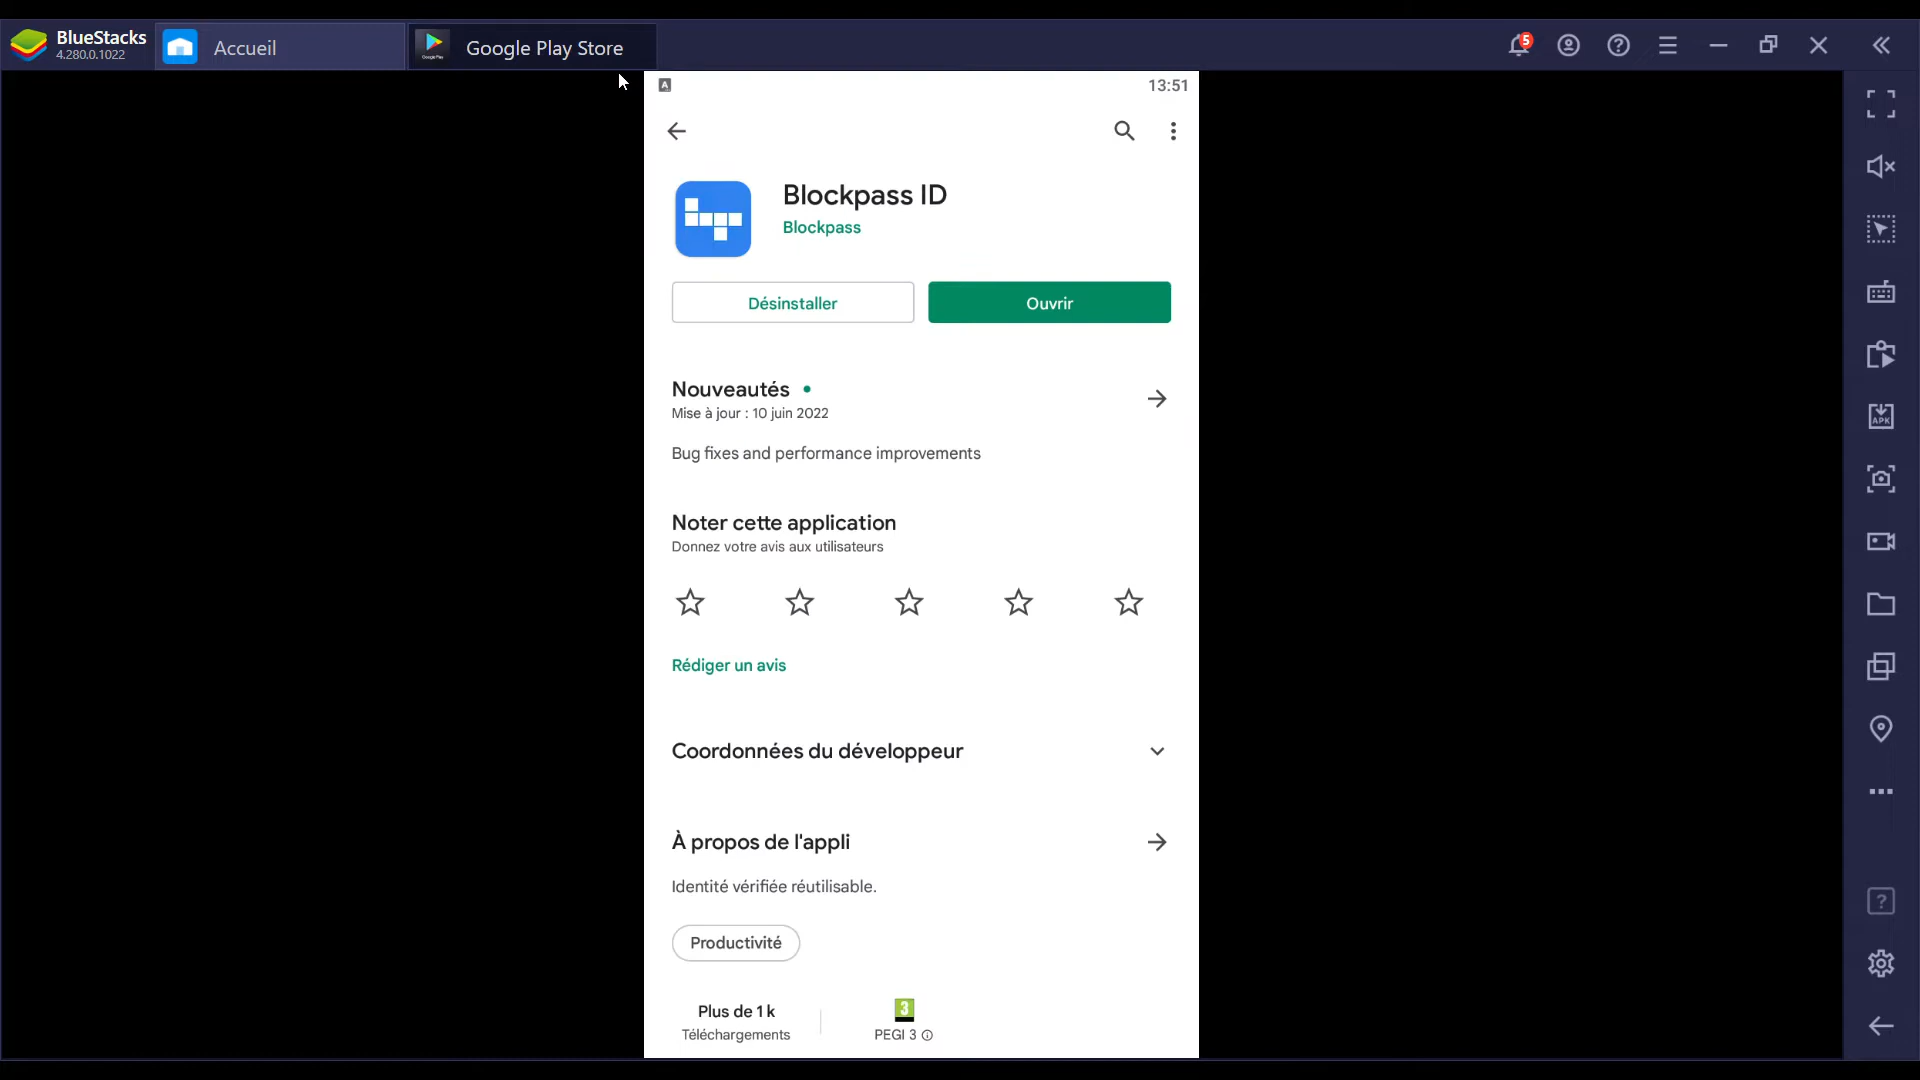 BlueStacks
4.280.0.1022
Accueil
Google Play Store
5
13:51
Blockpass ID
Blockpass
Désinstaller
Ouvrir
Nouveautés •
Mise à jour : 10 juin 2022
Bug fixes and performance improvements
Noter cette application
Donnez votre avis aux utilisateurs
Rédiger un avis
Coordonnées du développeur
À propos de l'appli
Identité vérifiée réutilisable.
Productivité
Plus de 1 k
Téléchargements
3
PEGI 3
APK
A